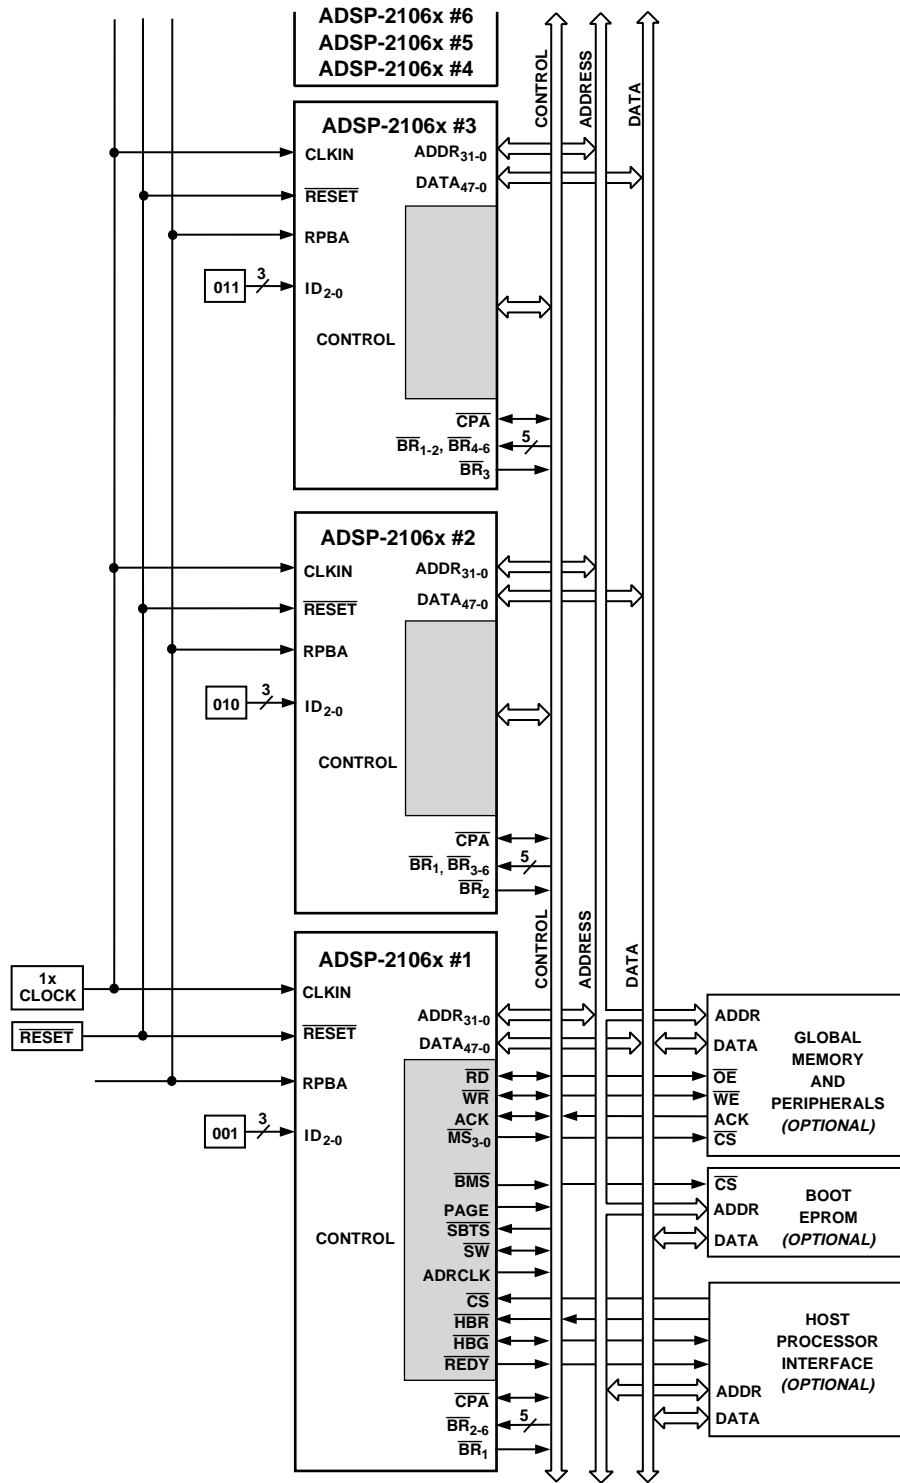 ADSP-2106x #6
ADSP-2106x #5
ADSP-2106x #4
CONTROL
ADDRESS
DATA
ADSP-2106x #3
CLKIN
ADDR31-0
RESET
DATA47-0
RPBA
011
3
ID2-0
CONTROL
CPA
BR1-2, BR4-6
5
BR3
ADSP-2106x #2
CLKIN
ADDR31-0
RESET
DATA47-0
RPBA
010
3
ID2-0
CONTROL
CPA
BR1, BR3-6
5
BR2
CONTROL
ADDRESS
DATA
ADSP-2106x #1
1x
CLOCK
CLKIN
RESET
RESET
RPBA
001
3
ID2-0
CONTROL
ADDR31-0
DATA47-0
RD
WR
ACK
MS3-0
BMS
PAGE
SBTS
SW
ADRCLK
CS
HBR
HBG
REDY
CPA
BR2-6
5
BR1
ADDR
DATA
OE
WE
ACK
CS
GLOBAL
MEMORY
AND
PERIPHERALS
(OPTIONAL)
CS
ADDR
DATA
BOOT
EPROM
(OPTIONAL)
HOST
PROCESSOR
INTERFACE
(OPTIONAL)
ADDR
DATA